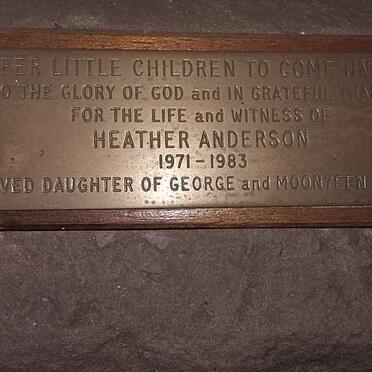 FER LITTLE CHILDREN TO COME UN
O THE GLORY OF GOD and IN GRATEFUL THA
FOR THE LIFE and WITNESS OF
HEATHER ANDERSON
1971-1983
VED DAUGHTER OF GEORGE and MOONYEEN